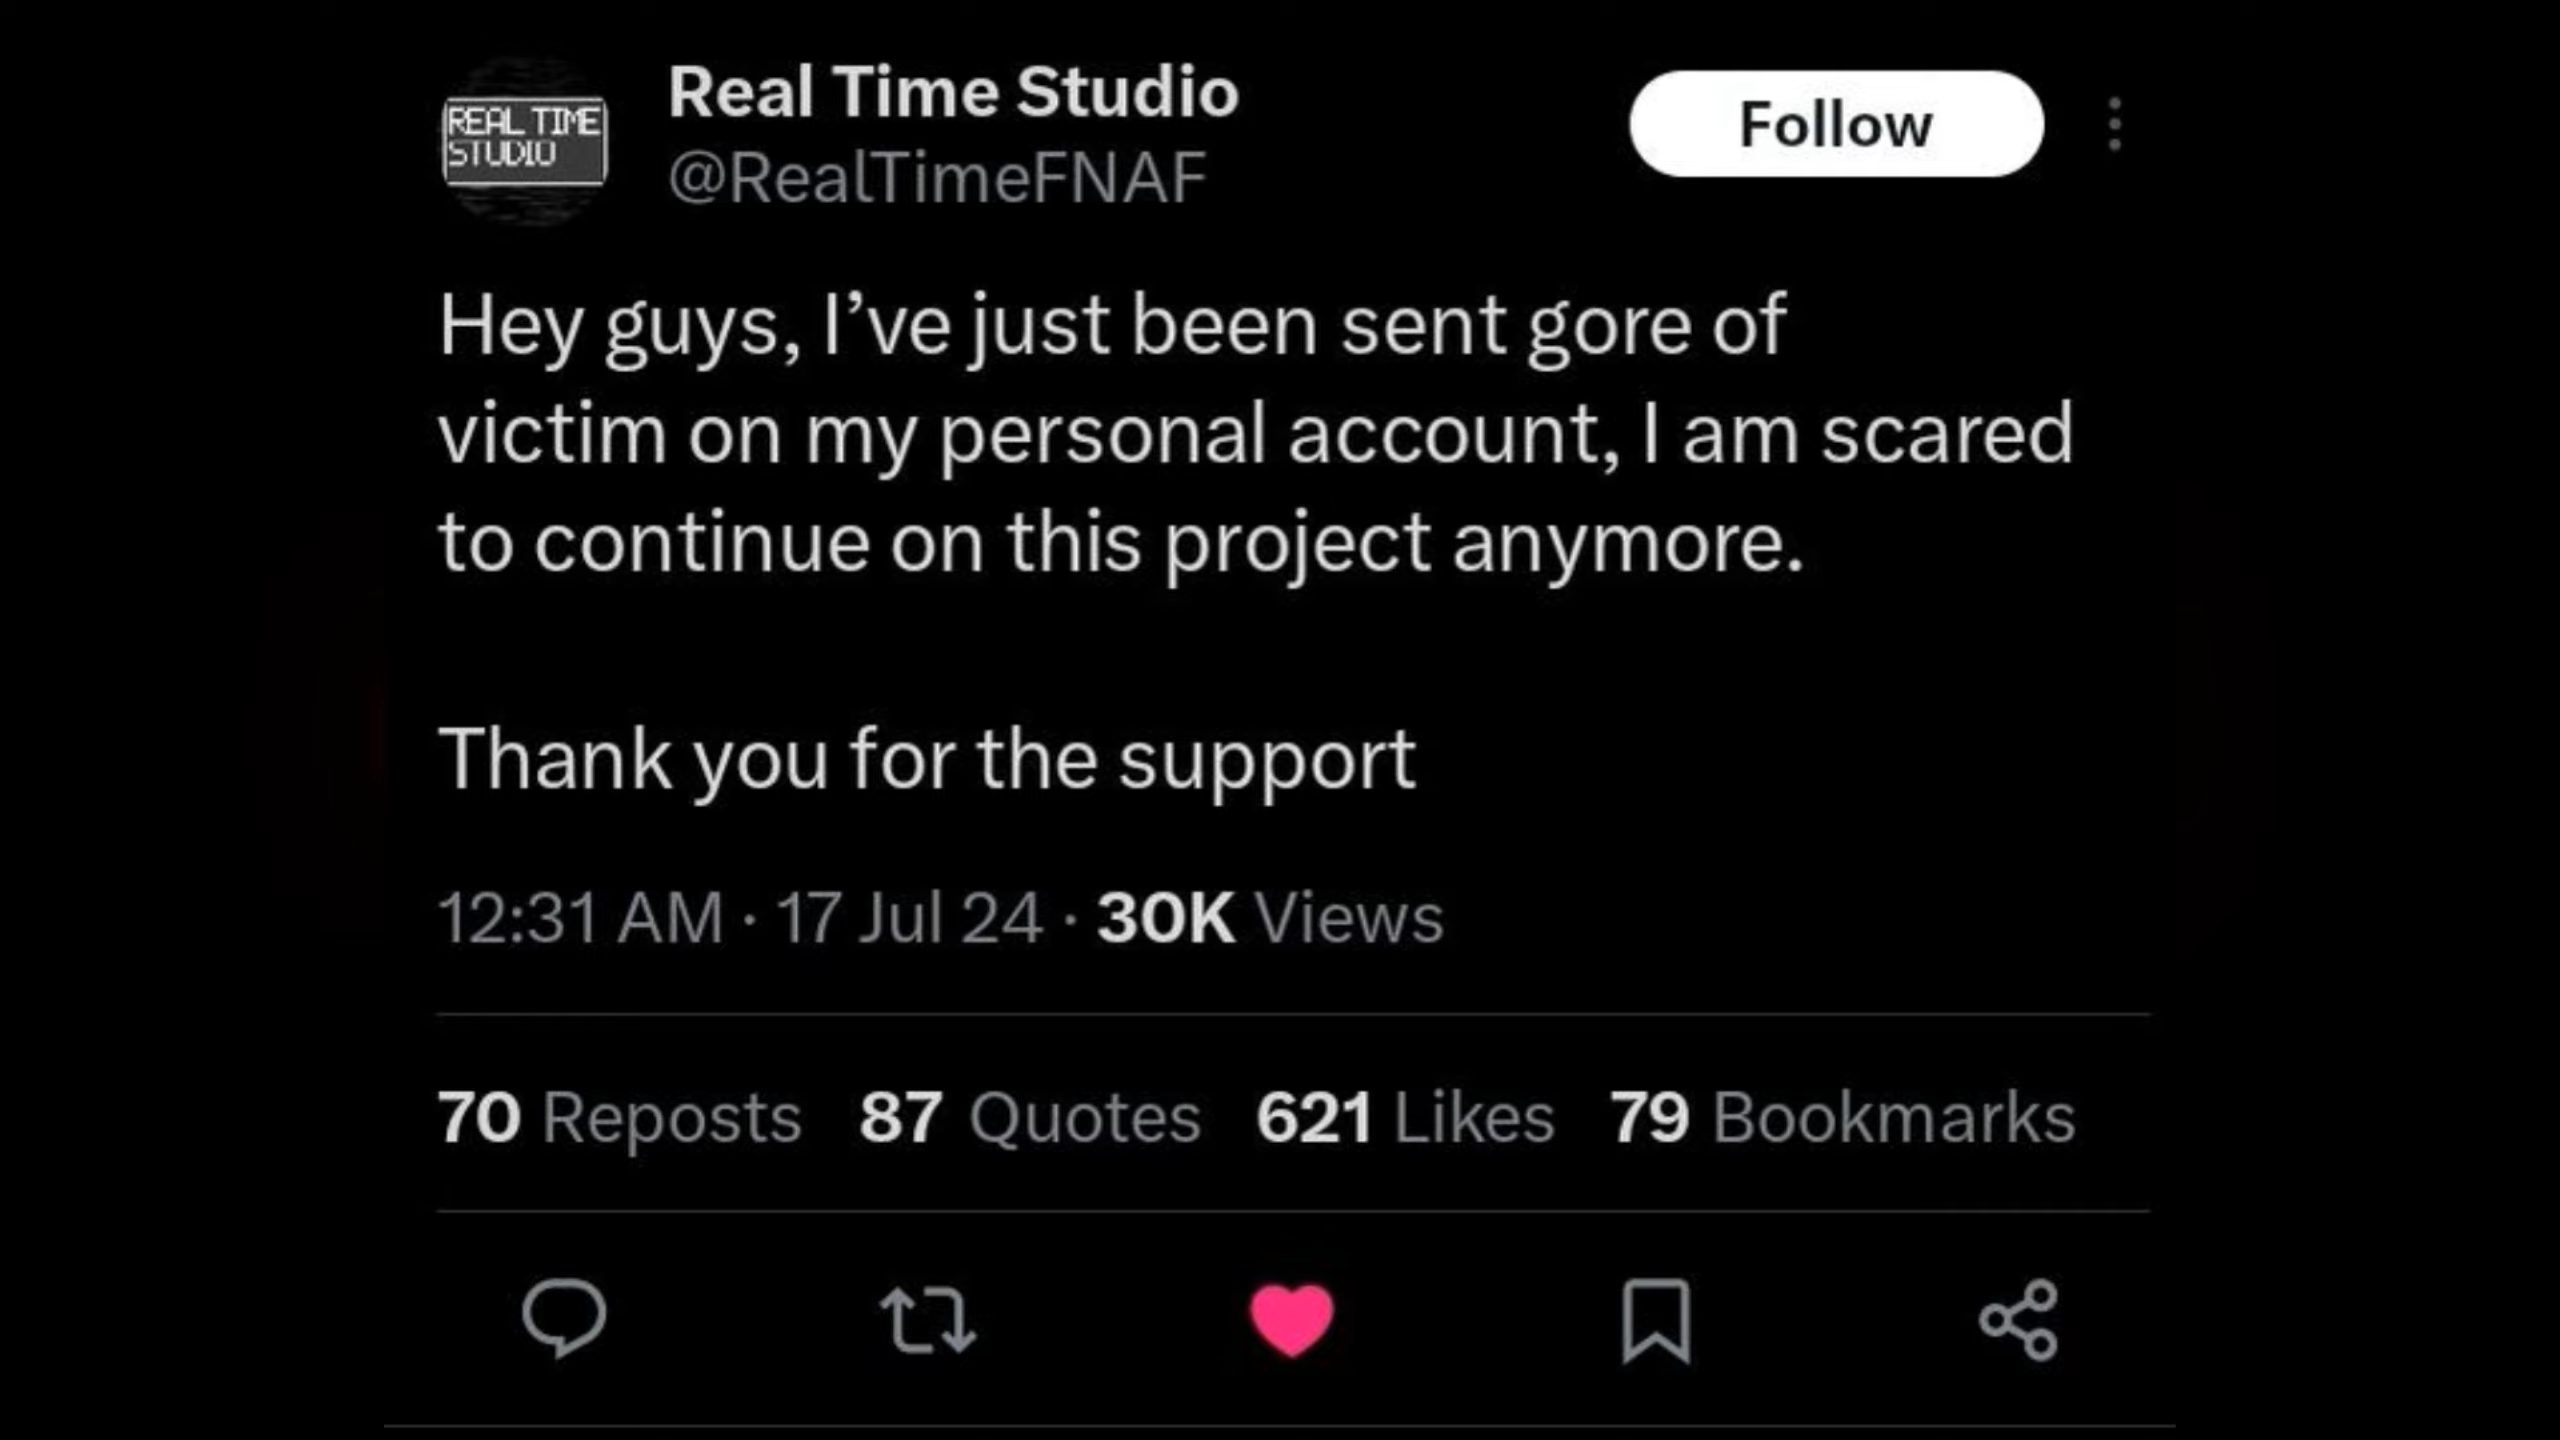 REAL TIME
STUDIO
Real Time Studio
@RealTimeFNAF
Follow
Hey guys, I’ve just been sent gore of
victim on my personal account, I am scared
to continue on this project anymore.
Thank you for the support
12:31 AM · 17 Jul 24 · 30K Views
70 Reposts 87 Quotes 621 Likes 79 Bookmarks